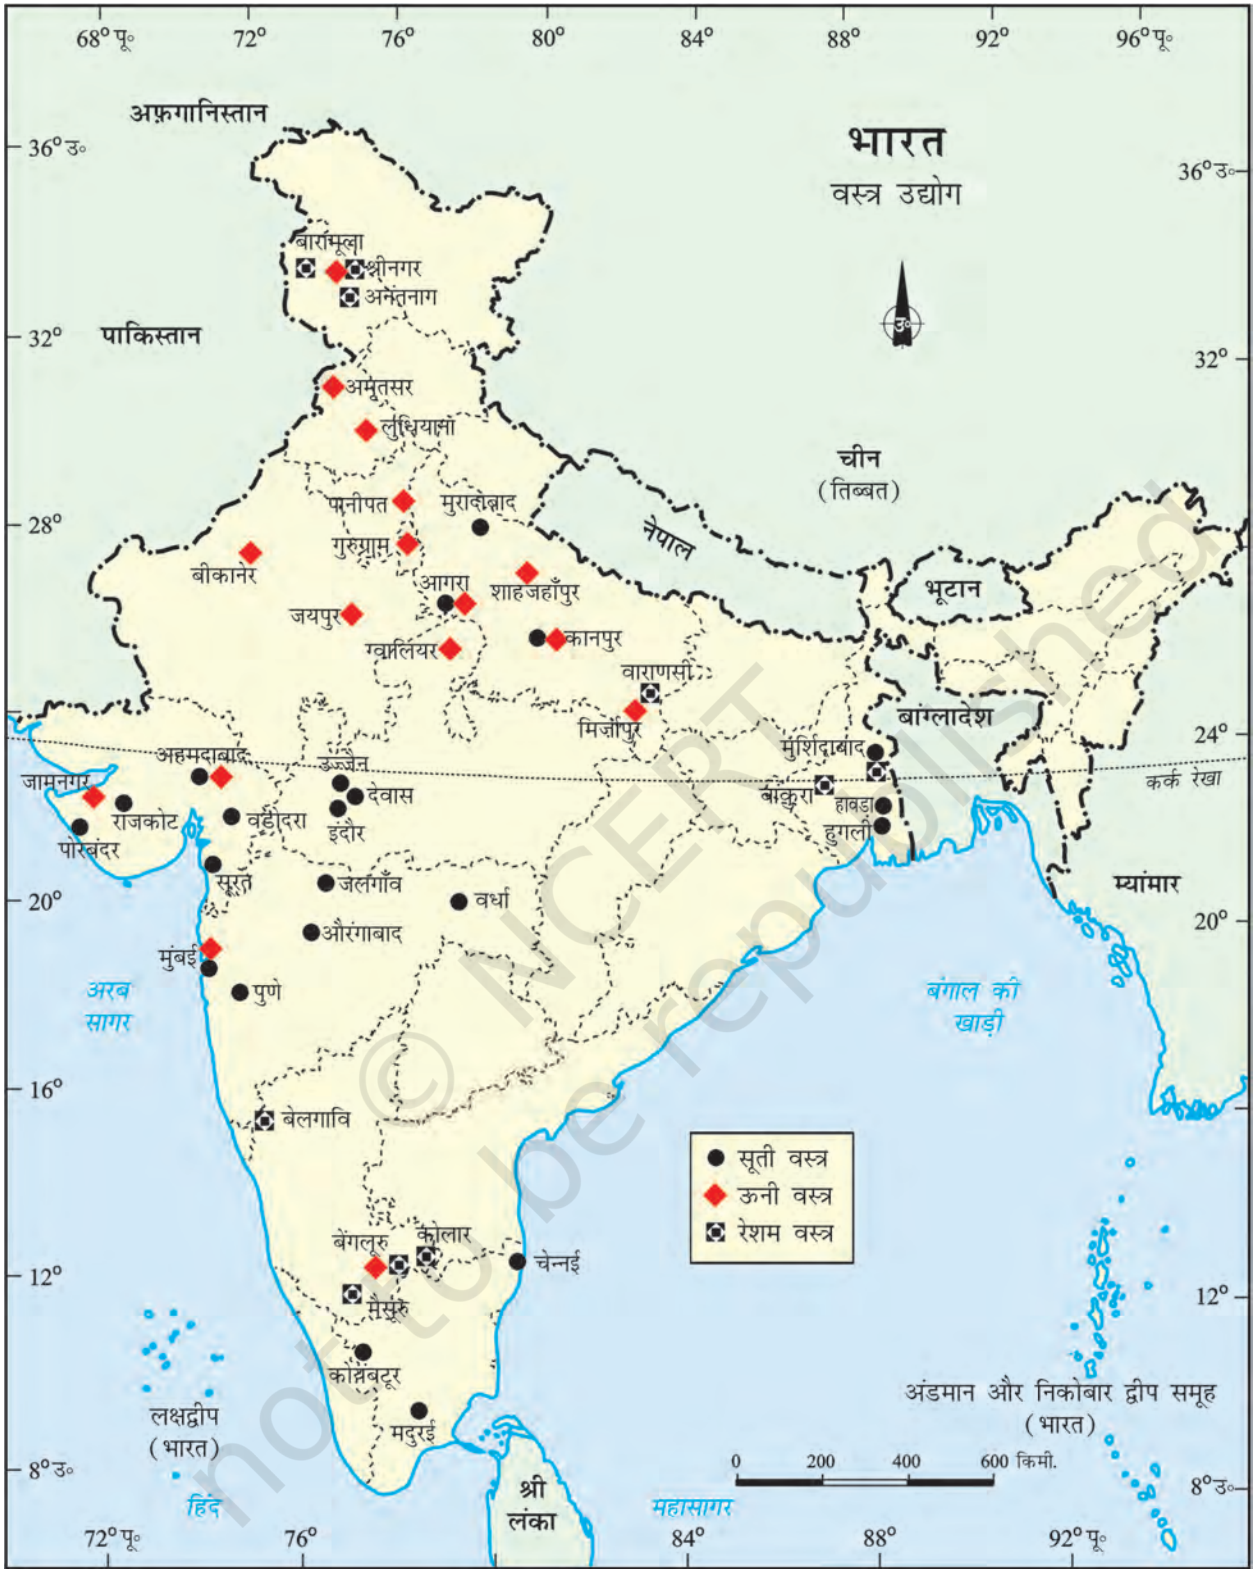 68° पू॰ 72° 76° 80° 84° 88° 92° 96° पू॰
अफ़गानिस्तान
भारत
वस्त्र उद्योग
36° उ॰
36° उ॰
उ॰
बारामूला
श्रीनगर
अनंतनाग
पाकिस्तान
32°
32°
अमृतसर
लुधियाना
चीन
(तिब्बत)
पानीपत
मुरादाबाद
28°
28°
नेपाल
गुरुग्राम
बीकानेर
आगरा
शाहजहाँपुर
भूटान
जयपुर
ग्वालियर
कानपुर
वाराणसी
मिर्जापुर
बांग्लादेश
24°
मुर्शिदाबाद
अहमदाबाद
उज्जैन
कर्क रेखा
जामनगर
देवास
बांकुरा
हावड़ा
राजकोट
वडोदरा
इंदौर
हुगली
पोरबंदर
सूरत
जलगाँव
वर्धा
म्यांमार
20°
20°
औरंगाबाद
मुंबई
पुणे
अरब
सागर
बंगाल की
खाड़ी
16°
बेलगावि
सूती वस्त्र
ऊनी वस्त्र
रेशम वस्त्र
बेंगलूरु
कोलार
चेन्नई
12°
12°
मैसूरु
कोयंबटूर
मदुरई
लक्षद्वीप
(भारत)
अंडमान और निकोबार द्वीप समूह
(भारत)
0 200 400 600 किमी.
8° उ॰
8° उ॰
श्री
लंका
हिंद
महासागर
72° पू॰ 76° 84° 88° 92° पू॰
© NCERT
not to be republished